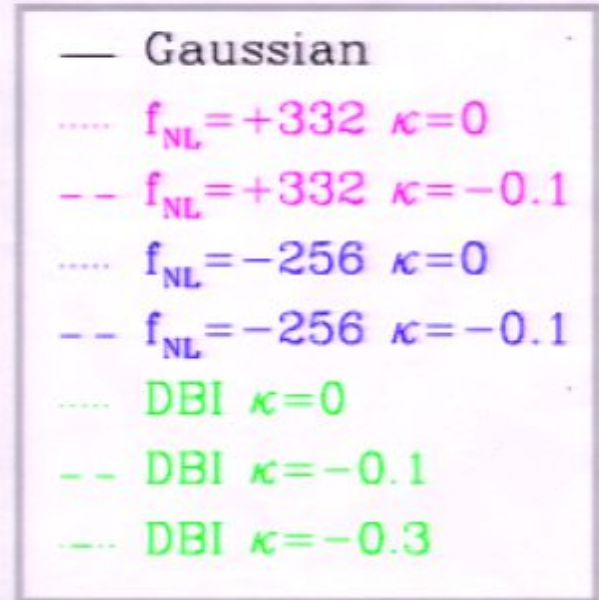 Gaussian
f_NL=+332 κ=0
f_NL=+332 κ=−0.1
f_NL=−256 κ=0
f_NL=−256 κ=−0.1
DBI κ=0
DBI κ=−0.1
DBI κ=−0.3